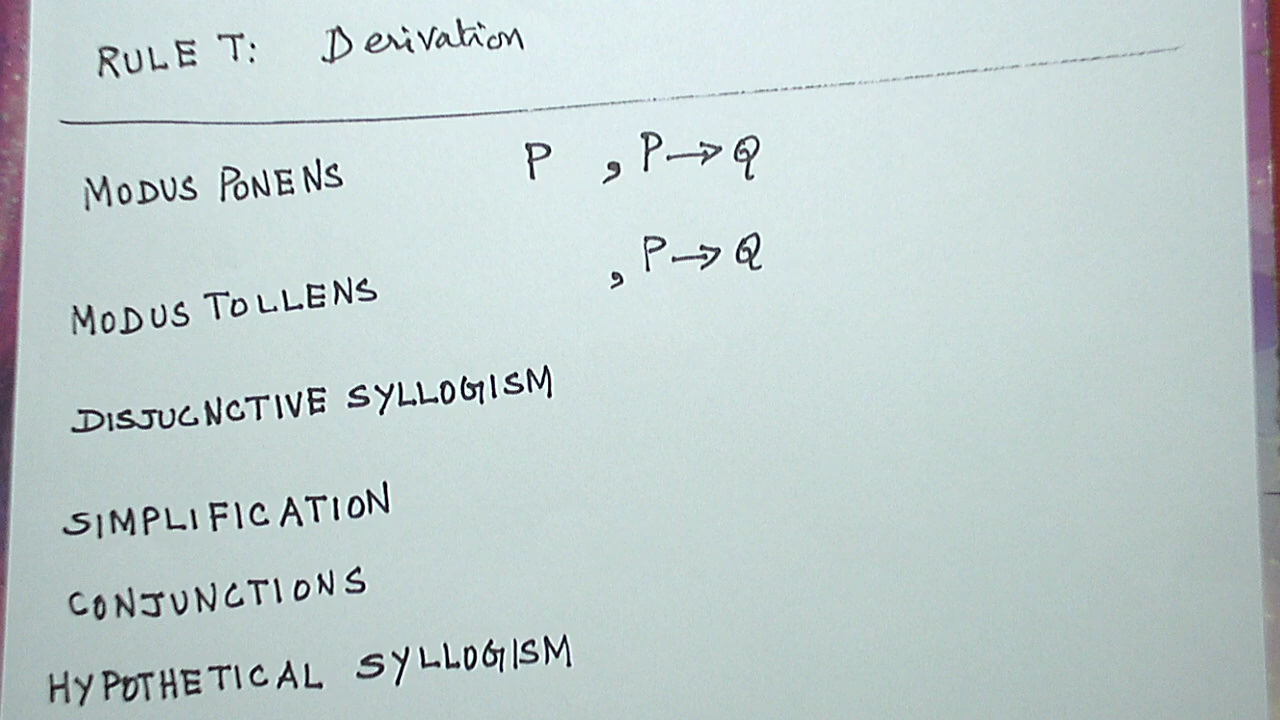 RULE T: Derivation
MODUS PONENS P , P→Q
MODUS TOLLENS , P→Q
DISJUCNCTIVE SYLLOGISM
SIMPLIFICATION
CONJUNCTIONS
HYPOTHETICAL SYLLOGISM